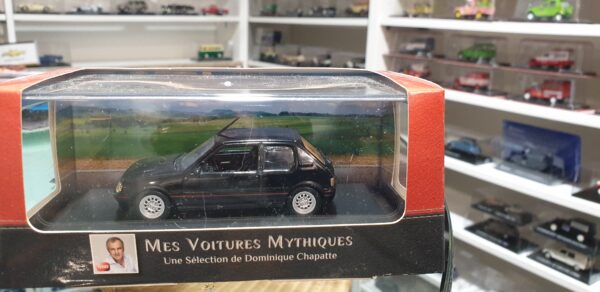 MES VOITURES MYTHIQUES
Une Sélection de Dominique Chapatte